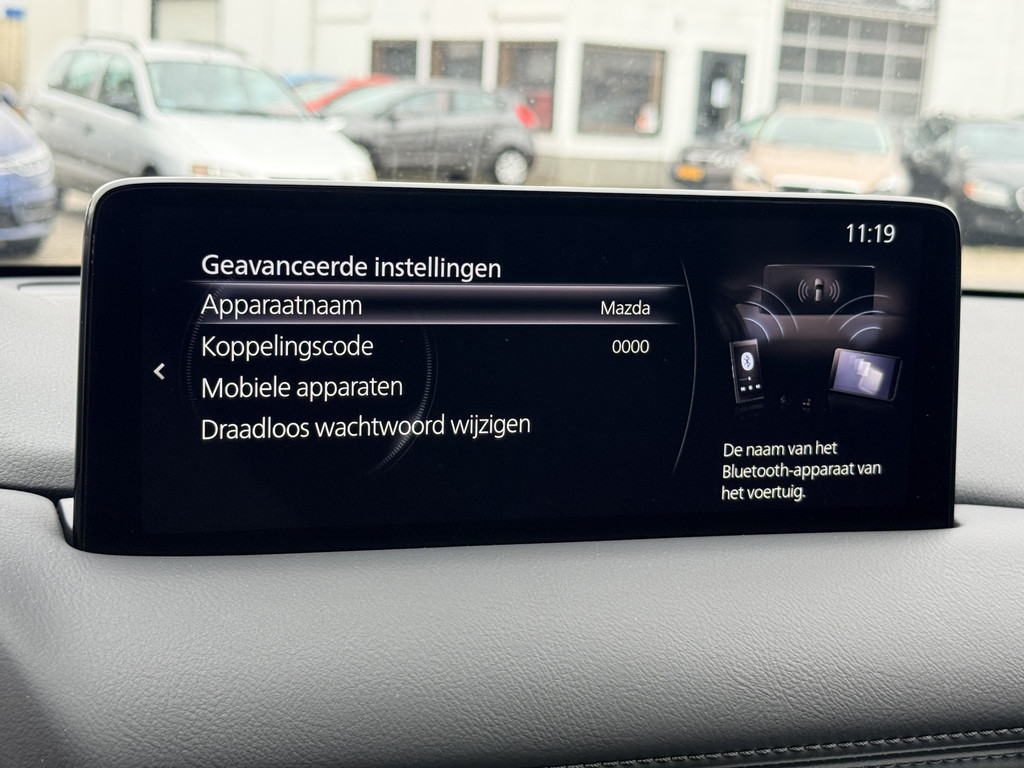 11:19
Geavanceerde instellingen
Apparaatnaam Mazda
Koppelingscode 0000
Mobiele apparaten
Draadloos wachtwoord wijzigen
De naam van het
Bluetooth-apparaat van
het voertuig.